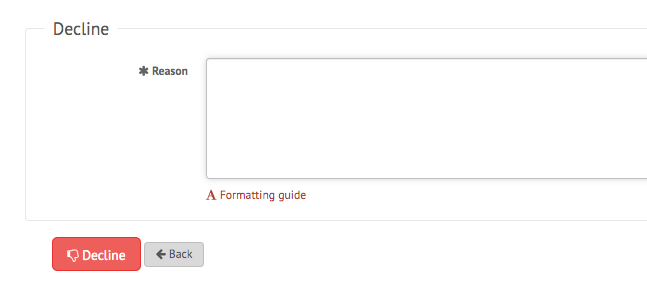 Decline
✱ Reason
A Formatting guide
Decline
Back